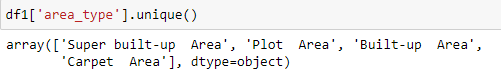 df1['area_type'].unique()
array(['Super built-up  Area', 'Plot  Area', 'Built-up  Area',
       'Carpet  Area'], dtype=object)